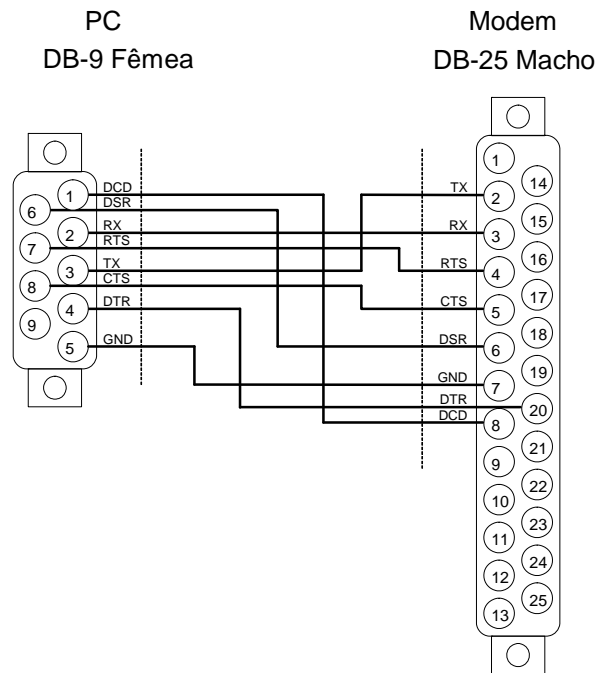 PC
DB-9 Fêmea
Modem
DB-25 Macho
1
6
2
7
3
8
4
9
5
DCD
DSR
RX
RTS
TX
CTS
DTR
GND
TX
RX
RTS
CTS
DSR
GND
DTR
DCD
1
14
2
15
3
16
4
17
5
18
6
19
7
20
8
21
9
22
10
23
11
24
12
25
13